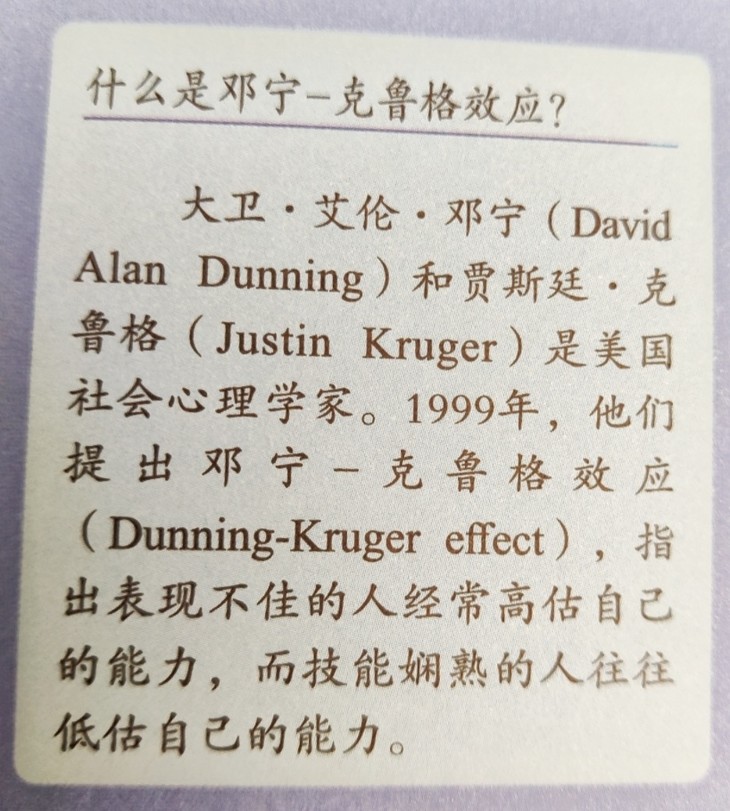 什么是邓宁–克鲁格效应？
大卫·艾伦·邓宁（David
Alan Dunning）和贾斯廷·克
鲁格（Justin Kruger）是美国
社会心理学家。1999年，他们
提出邓宁–克鲁格效应
（Dunning-Kruger effect），指
出表现不佳的人经常高估自己
的能力，而技能娴熟的人往往
低估自己的能力。